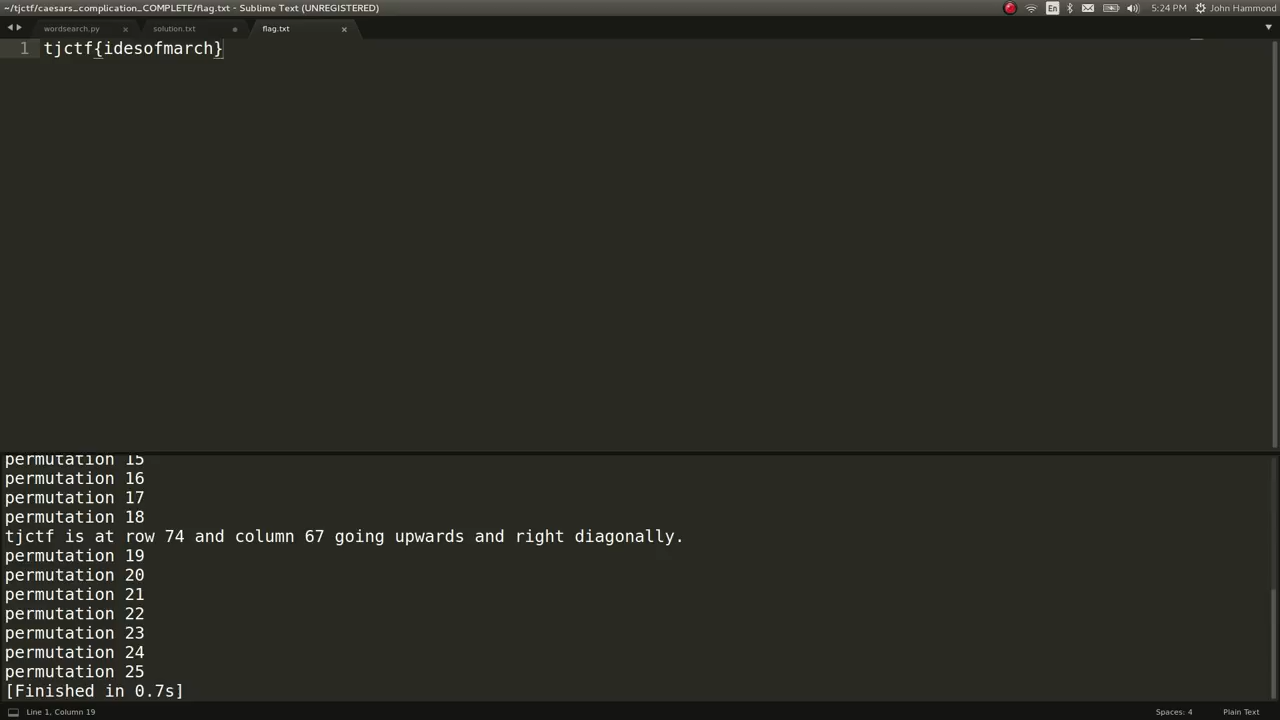 ~/tjctf/caesars_complication_COMPLETE/flag.txt - Sublime Text (UNREGISTERED) En 5:24 PM John Hammond
wordsearch.py solution.txt flag.txt
1 tjctf{idesofmarch}
permutation 15
permutation 16
permutation 17
permutation 18
tjctf is at row 74 and column 67 going upwards and right diagonally.
permutation 19
permutation 20
permutation 21
permutation 22
permutation 23
permutation 24
permutation 25
[Finished in 0.7s]
Line 1, Column 19 Spaces: 4 Plain Text